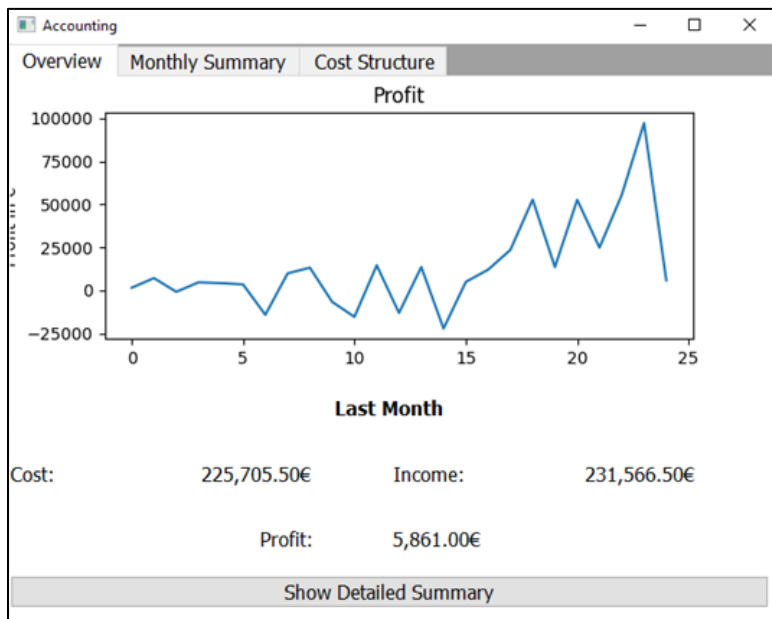 Accounting
Overview Monthly Summary Cost Structure
Profit
100000
75000
50000
25000
0
−25000
0 5 10 15 20 25
Last Month
Cost: 225,705.50€ Income: 231,566.50€
Profit: 5,861.00€
Show Detailed Summary